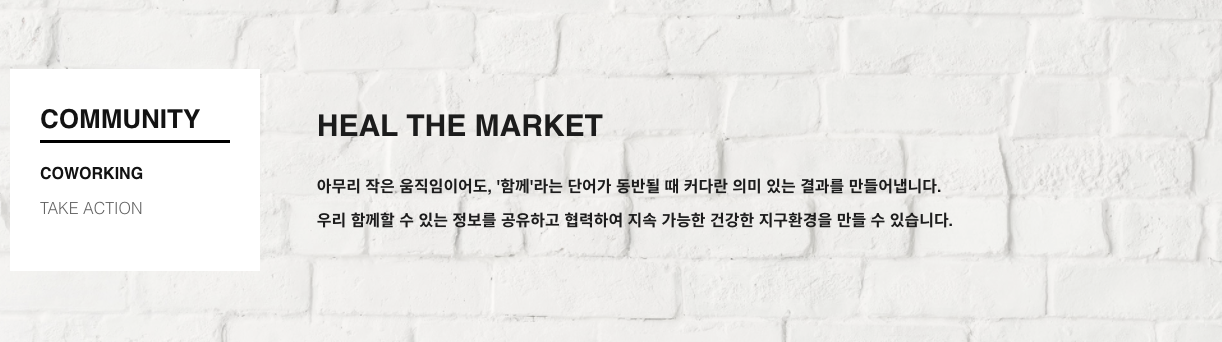 COMMUNITY
COWORKING
TAKE ACTION
HEAL THE MARKET
아무리 작은 움직임이어도, '함께'라는 단어가 동반될 때 커다란 의미 있는 결과를 만들어냅니다.
우리 함께할 수 있는 정보를 공유하고 협력하여 지속 가능한 건강한 지구환경을 만들 수 있습니다.